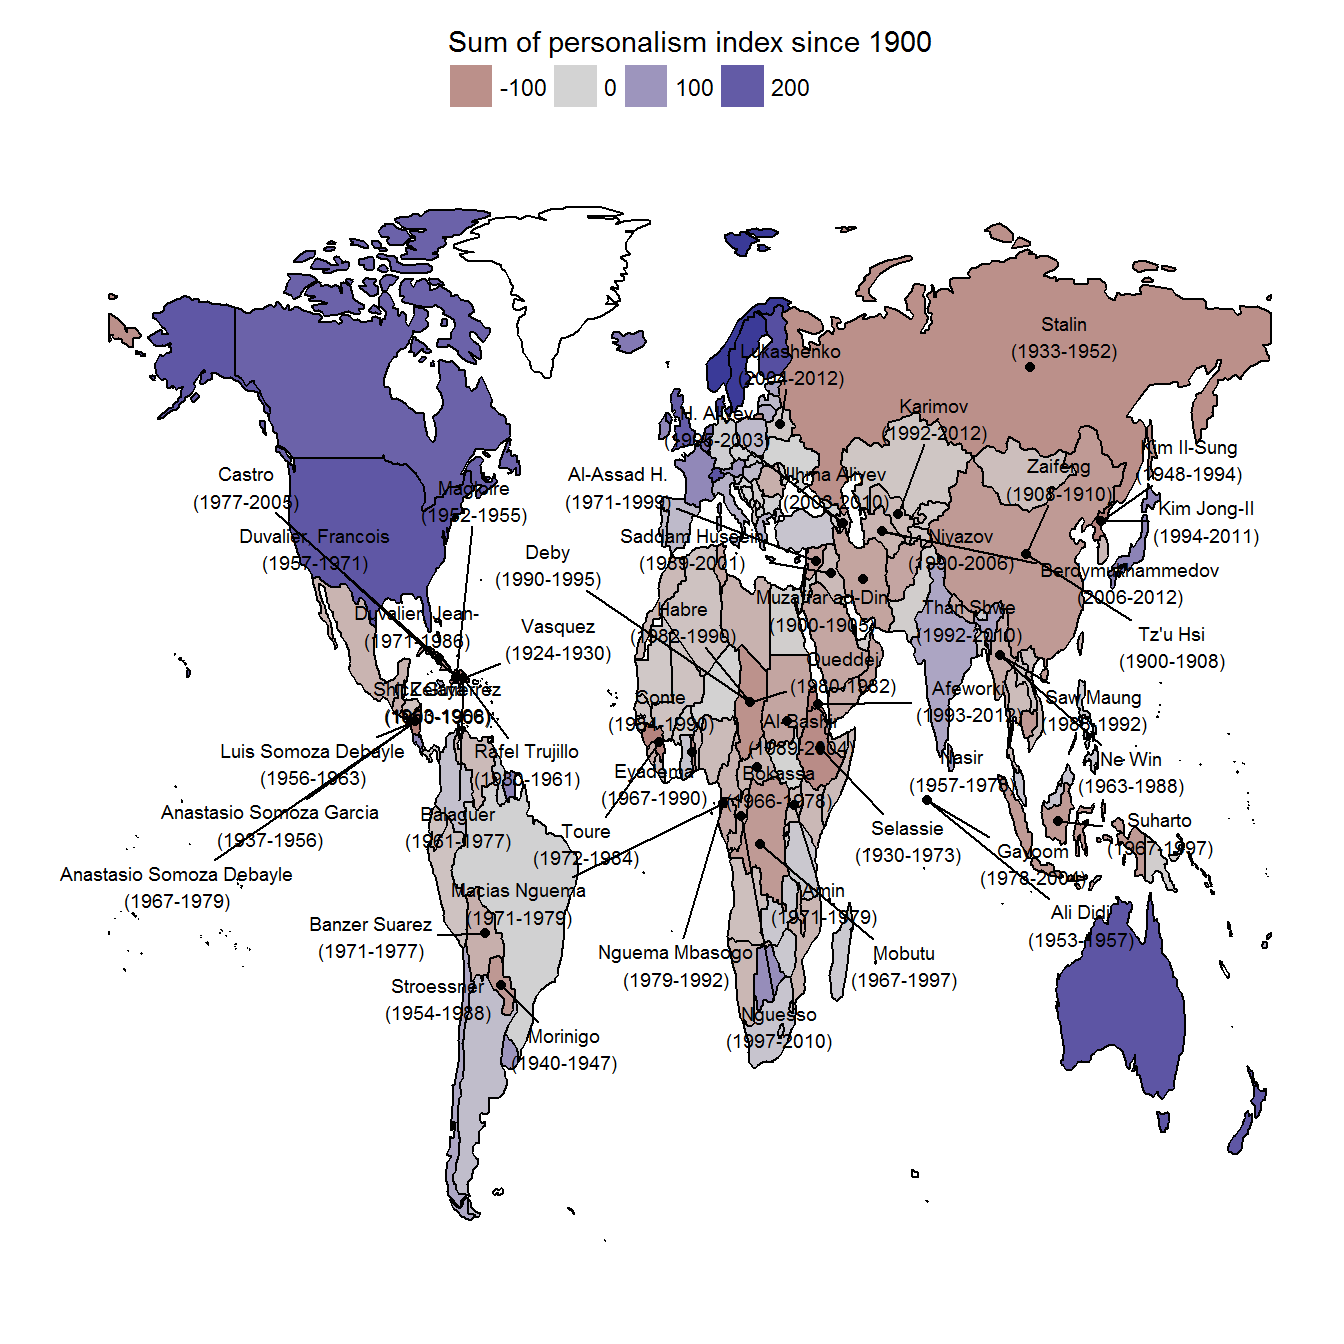 Sum of personalism index since 1900
-100 0 100 200
Stalin
(1933-1952)
Lukashenko
(2004-2012)
Karimov
(1992-2012)
H. Aliyev
(1995-2003)
Kim Il-Sung
(1948-1994)
Zaifeng
(1908-1910)
Castro
(1977-2005)
Al-Assad H.
(1971-1999)
Ilhma Aliyev
(2003-2010)
Magloire
(1952-1955)
Kim Jong-Il
(1994-2011)
Duvalier, Francois
(1957-1971)
Saddam Hussein
(1989-2001)
Niyazov
(1990-2006)
Deby
(1990-1995)
Berdymukhammedov
(2006-2012)
Muzaffar ad-Din
(1900-1905)
Than Shwe
(1992-2010)
Duvalier, Jean-
(1971-1986)
Habre
(1982-1990)
Vasquez
(1924-1930)
Tz'u Hsi
(1900-1908)
Oueddei
(1980-1982)
Conte
(1984-1990)
Afeworki
(1993-2012)
Saw Maung
(1988-1992)
Al-Bashir
(1989-2004)
Luis Somoza Debayle
(1956-1963)
Rafel Trujillo
(1930-1961)
Nasir
(1957-1978)
Ne Win
(1963-1988)
Eyadema
(1967-1990)
Bokassa
(1966-1978)
Anastasio Somoza Garcia
(1937-1956)
Balaguer
(1961-1977)
Toure
(1972-1984)
Selassie
(1930-1973)
Suharto
(1967-1997)
Gayoom
(1978-2004)
Anastasio Somoza Debayle
(1967-1979)
Macias Nguema
(1971-1979)
Amin
(1971-1979)
Ali Didi
(1953-1957)
Banzer Suarez
(1971-1977)
Nguema Mbasogo
(1979-1992)
Mobutu
(1967-1997)
Stroessner
(1954-1988)
Nguesso
(1997-2010)
Morinigo
(1940-1947)